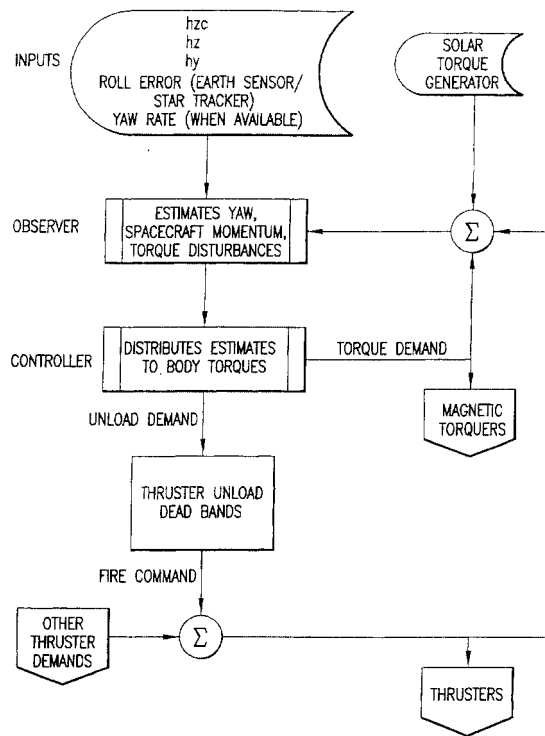 INPUTS
hzc
hz
hy
ROLL ERROR (EARTH SENSOR/
STAR TRACKER)
YAW RATE (WHEN AVAILABLE)
SOLAR
TORQUE
GENERATOR
OBSERVER
ESTIMATES YAW,
SPACECRAFT MOMENTUM,
TORQUE DISTURBANCES
Σ
CONTROLLER
DISTRIBUTES ESTIMATES
TO BODY TORQUES
TORQUE DEMAND
UNLOAD DEMAND
MAGNETIC
TORQUERS
THRUSTER UNLOAD
DEAD BANDS
FIRE COMMAND
OTHER
THRUSTER
DEMANDS
Σ
THRUSTERS